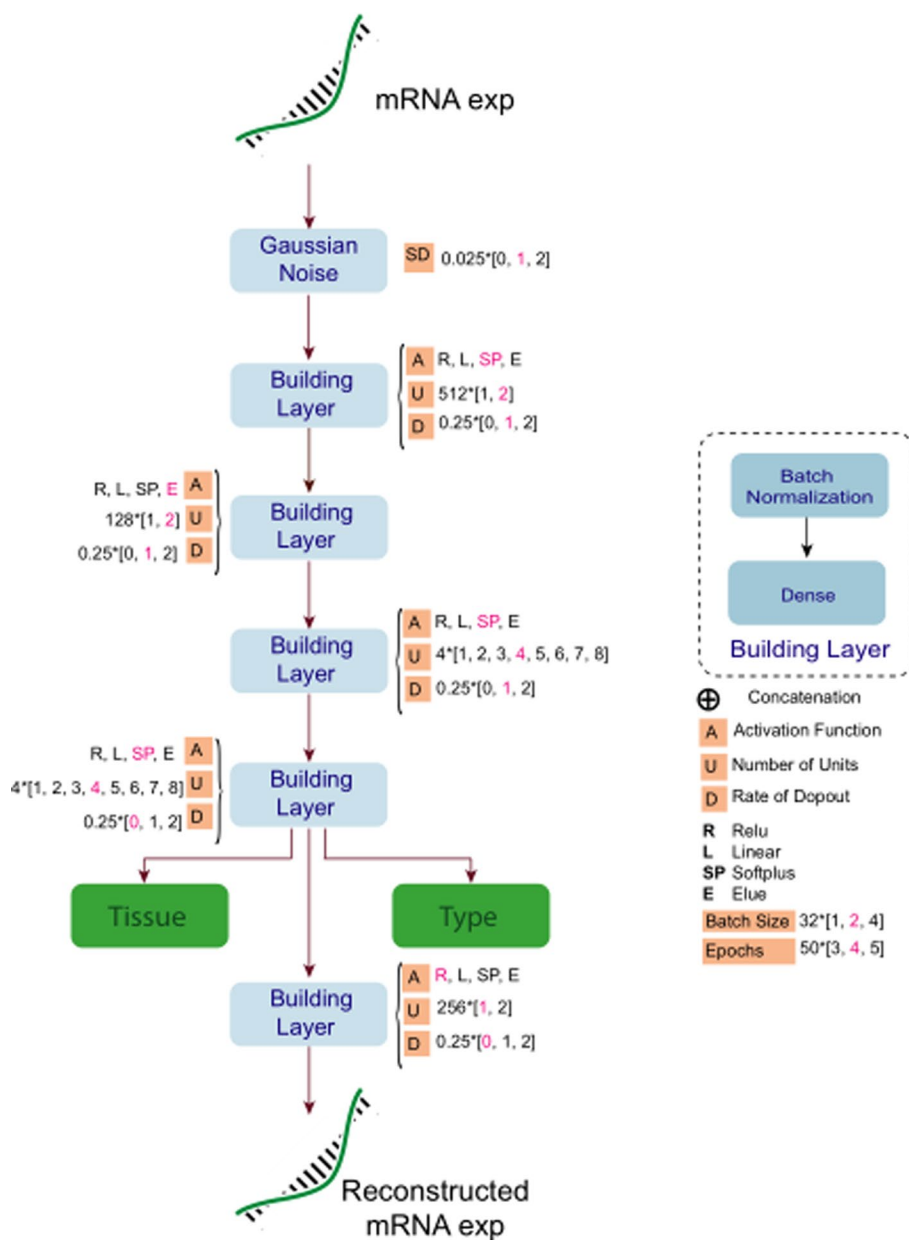 mRNA exp
Gaussian
Noise
SD 0.025*[0, 1, 2]
Building
Layer
A R, L, SP, E
U 512*[1, 2]
D 0.25*[0, 1, 2]
R, L, SP, E A
128*[1, 2] U
0.25*[0, 1, 2] D
Building
Layer
Building
Layer
A R, L, SP, E
U 4*[1, 2, 3, 4, 5, 6, 7, 8]
D 0.25*[0, 1, 2]
R, L, SP, E A
4*[1, 2, 3, 4, 5, 6, 7, 8] U
0.25*[0, 1, 2] D
Building
Layer
Tissue
Type
Building
Layer
A R, L, SP, E
U 256*[1, 2]
D 0.25*[0, 1, 2]
Reconstructed
mRNA exp
Batch
Normalization
Dense
Building Layer
Concatenation
A Activation Function
U Number of Units
D Rate of Dopout
R Relu
L Linear
SP Softplus
E Elue
Batch Size 32*[1, 2, 4]
Epochs 50*[3, 4, 5]